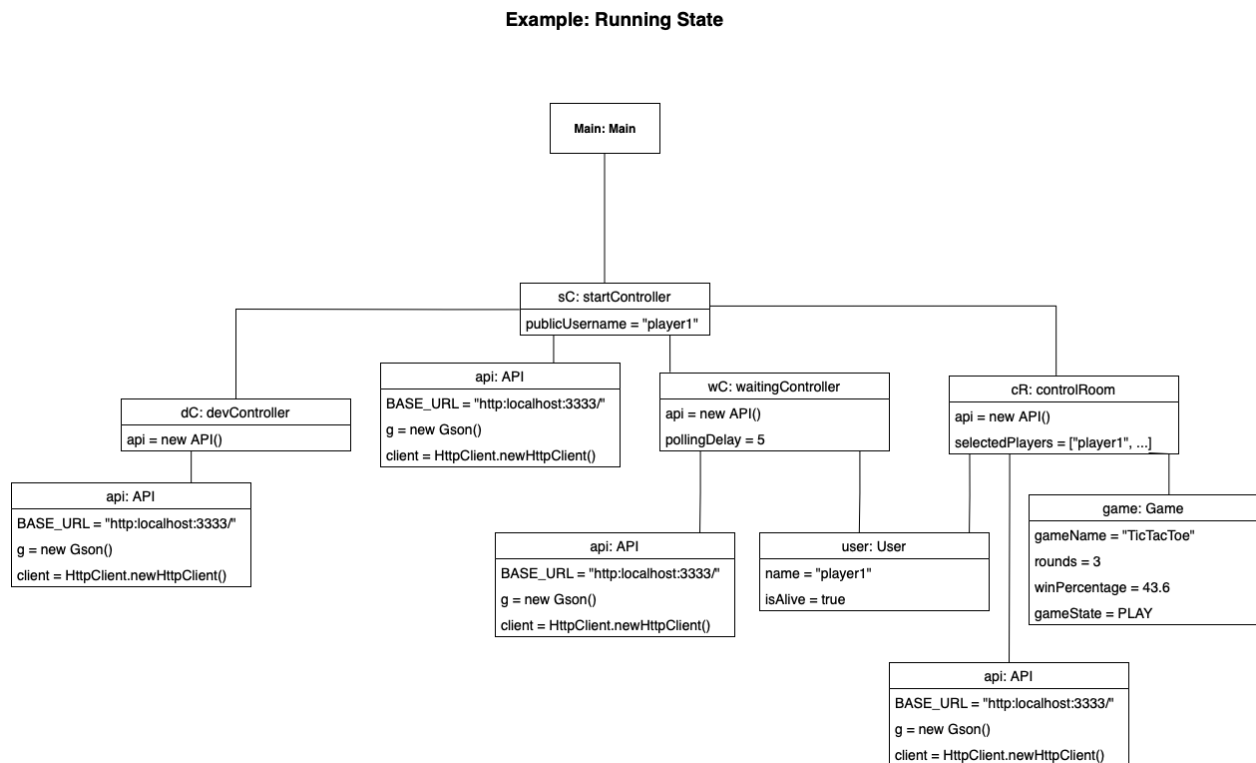 Example: Running State
Main: Main
sC: startController
publicUsername = "player1"
dC: devController
api = new API()
api: API
BASE_URL = "http:localhost:3333/"
g = new Gson()
client = HttpClient.newHttpClient()
api: API
BASE_URL = "http:localhost:3333/"
g = new Gson()
client = HttpClient.newHttpClient()
wC: waitingController
api = new API()
pollingDelay = 5
api: API
BASE_URL = "http:localhost:3333/"
g = new Gson()
client = HttpClient.newHttpClient()
user: User
name = "player1"
isAlive = true
cR: controlRoom
api = new API()
selectedPlayers = ["player1", ...]
game: Game
gameName = "TicTacToe"
rounds = 3
winPercentage = 43.6
gameState = PLAY
api: API
BASE_URL = "http:localhost:3333/"
g = new Gson()
client = HttpClient.newHttpClient()